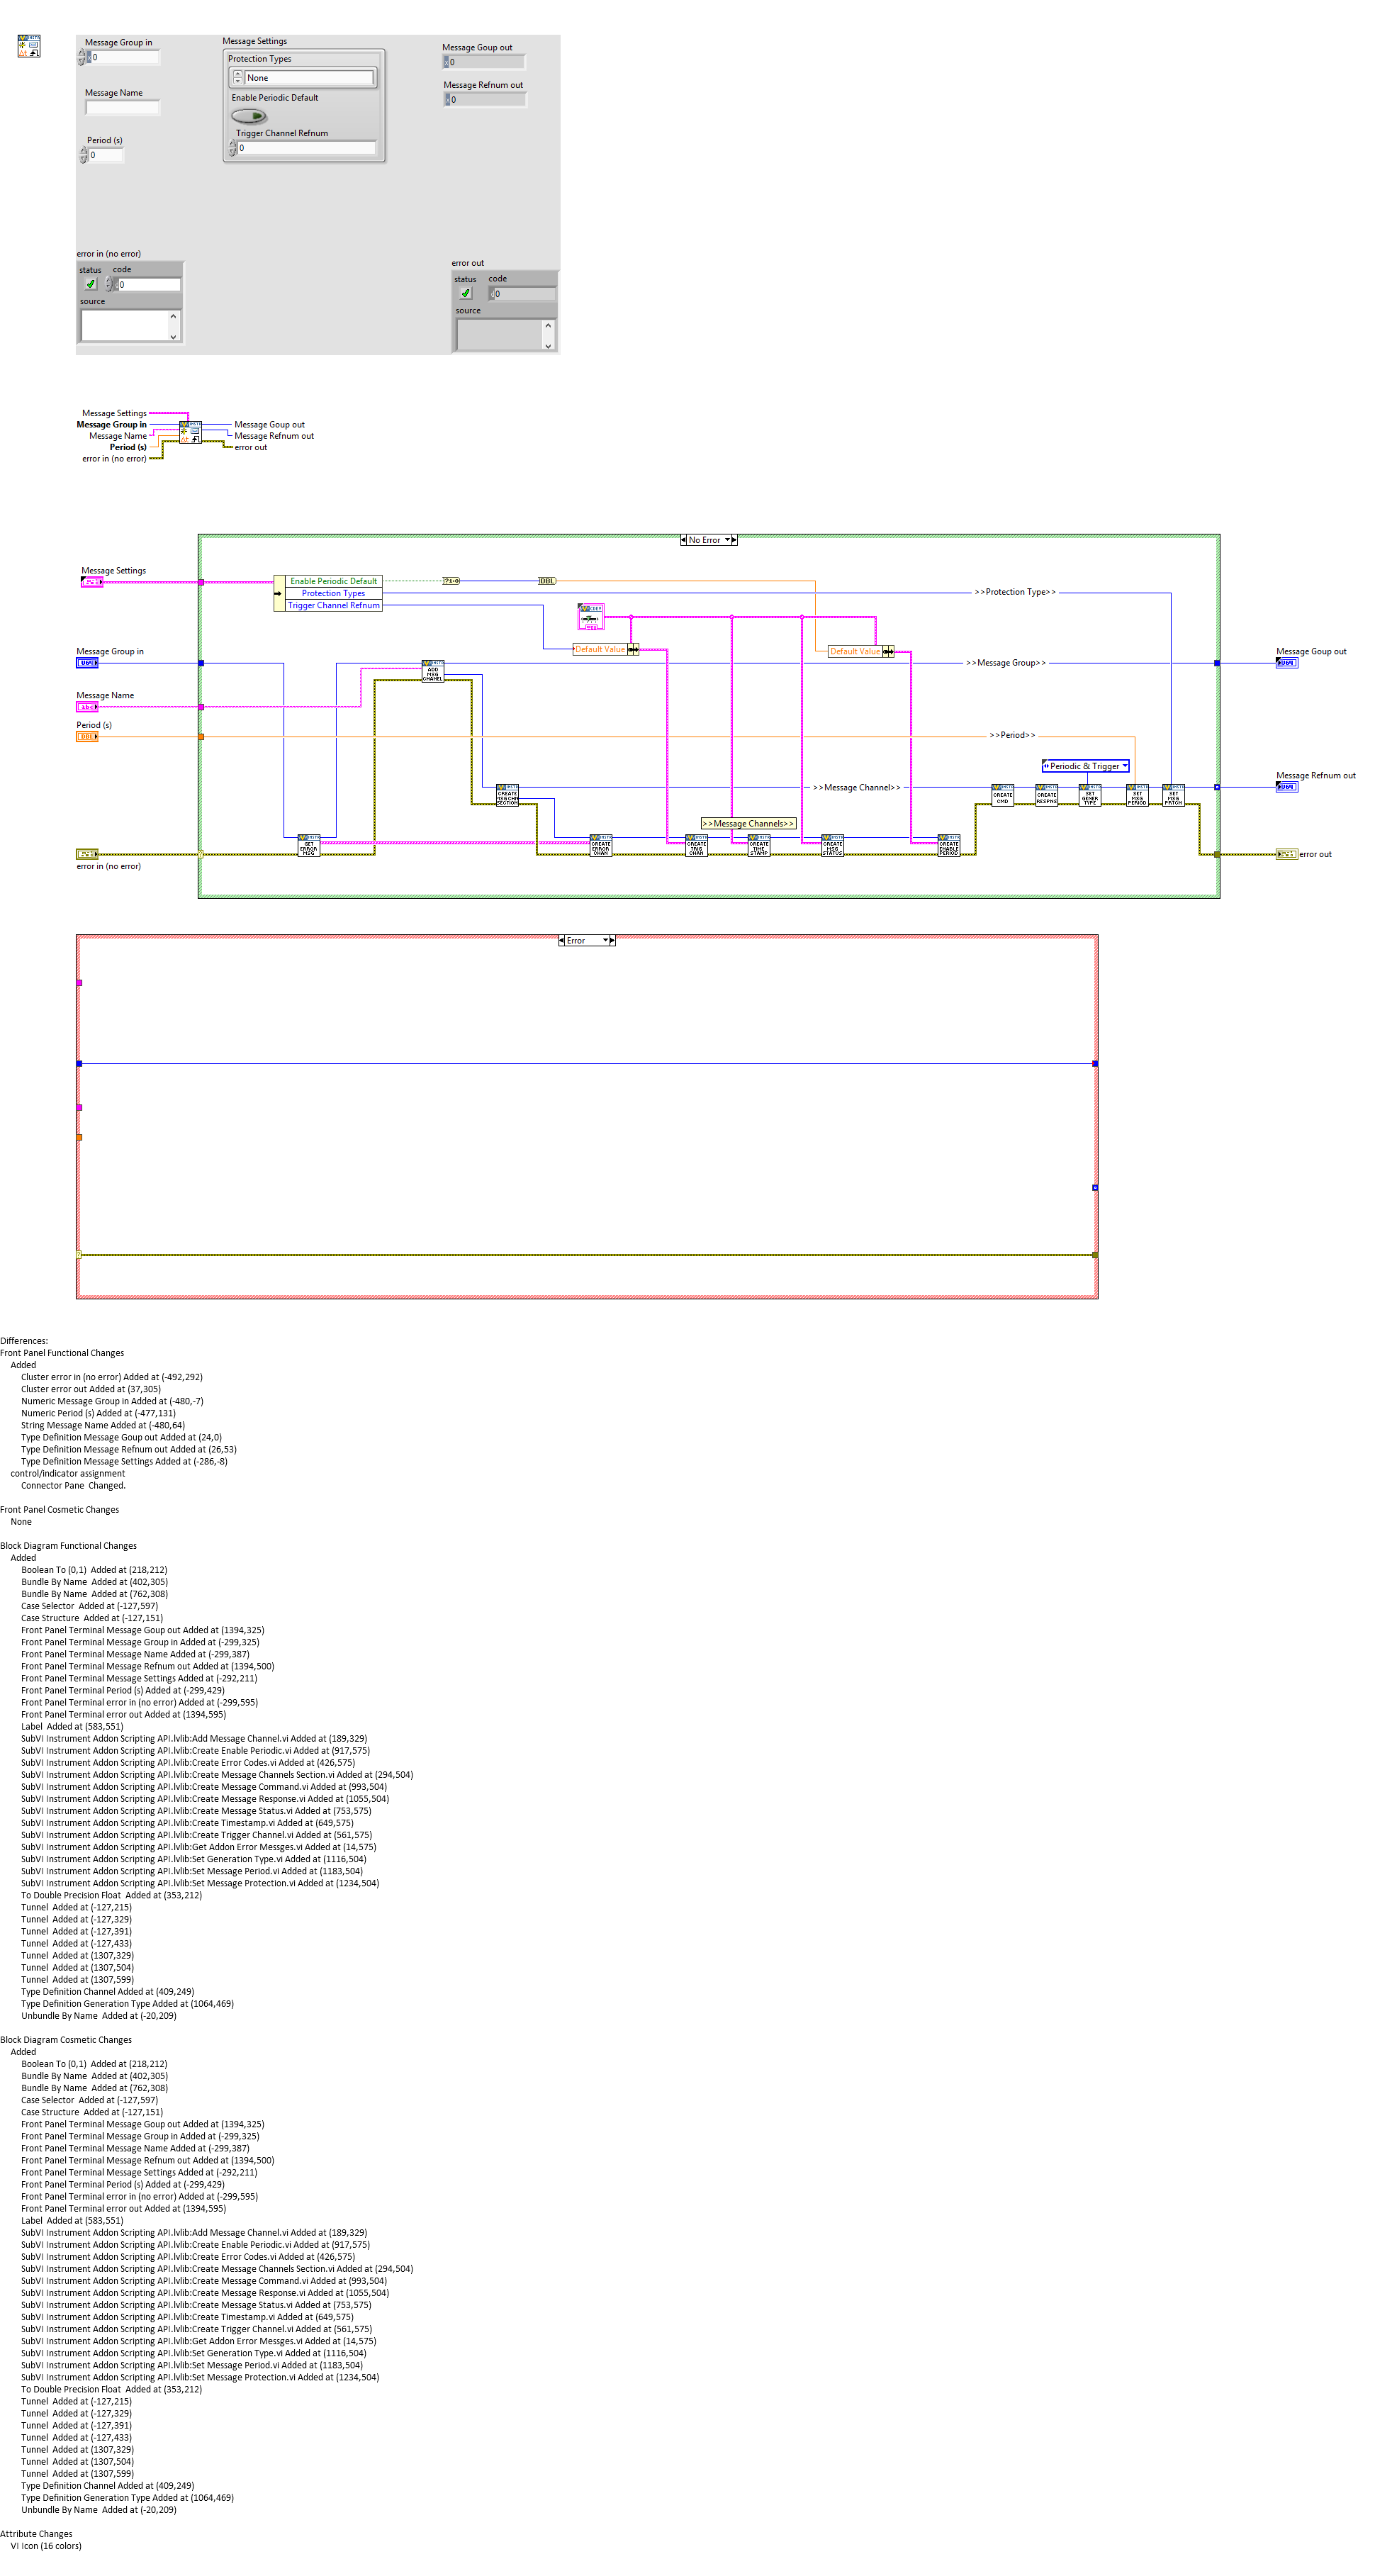 Message Group in
0
Message Name
Period (s)
0
Message Settings
Protection Types
None
Enable Periodic Default
Trigger Channel Refnum
0
Message Goup out
0
Message Refnum out
0
error in (no error)
status code
0
source
error out
status code
0
source
Message Settings
Message Group in
Message Name
Period (s)
error in (no error)
Message Goup out
Message Refnum out
error out
No Error
Message Settings
Enable Periodic Default
Protection Types
Trigger Channel Refnum
?1:0
DBL
>>Protection Type>>
Default Value
Default Value
Message Group in
ADD MSG CHANEL
>>Message Group>>
Message Goup out
Message Name
abc
Period (s)
DBL
>>Period>>
Periodic & Trigger
Message Refnum out
CREATE MSGCHN SECTION
>>Message Channel>>
CREATE CMD
CREATE RESPNS
SET GENER TYPE
SET MSG PERIOD
SET MSG PRTCN
>>Message Channels>>
GET ERROR MSG
CREATE ERROR CHAN
CREATE TRIG CHAN
CREATE TIME STAMP
CREATE MSG STATUS
CREATE ENABLE PERIOD
error in (no error)
error out
Error
Differences:
Front Panel Functional Changes
Added
Cluster error in (no error) Added at (-492,292)
Cluster error out Added at (37,305)
Numeric Message Group in Added at (-480,-7)
Numeric Period (s) Added at (-477,131)
String Message Name Added at (-480,64)
Type Definition Message Goup out Added at (24,0)
Type Definition Message Refnum out Added at (26,53)
Type Definition Message Settings Added at (-286,-8)
control/indicator assignment
Connector Pane  Changed.
Front Panel Cosmetic Changes
None
Block Diagram Functional Changes
Added
Boolean To (0,1)  Added at (218,212)
Bundle By Name  Added at (402,305)
Bundle By Name  Added at (762,308)
Case Selector  Added at (-127,597)
Case Structure  Added at (-127,151)
Front Panel Terminal Message Goup out Added at (1394,325)
Front Panel Terminal Message Group in Added at (-299,325)
Front Panel Terminal Message Name Added at (-299,387)
Front Panel Terminal Message Refnum out Added at (1394,500)
Front Panel Terminal Message Settings Added at (-292,211)
Front Panel Terminal Period (s) Added at (-299,429)
Front Panel Terminal error in (no error) Added at (-299,595)
Front Panel Terminal error out Added at (1394,595)
Label  Added at (583,551)
SubVI Instrument Addon Scripting API.lvlib:Add Message Channel.vi Added at (189,329)
SubVI Instrument Addon Scripting API.lvlib:Create Enable Periodic.vi Added at (917,575)
SubVI Instrument Addon Scripting API.lvlib:Create Error Codes.vi Added at (426,575)
SubVI Instrument Addon Scripting API.lvlib:Create Message Channels Section.vi Added at (294,504)
SubVI Instrument Addon Scripting API.lvlib:Create Message Command.vi Added at (993,504)
SubVI Instrument Addon Scripting API.lvlib:Create Message Response.vi Added at (1055,504)
SubVI Instrument Addon Scripting API.lvlib:Create Message Status.vi Added at (753,575)
SubVI Instrument Addon Scripting API.lvlib:Create Timestamp.vi Added at (649,575)
SubVI Instrument Addon Scripting API.lvlib:Create Trigger Channel.vi Added at (561,575)
SubVI Instrument Addon Scripting API.lvlib:Get Addon Error Messges.vi Added at (14,575)
SubVI Instrument Addon Scripting API.lvlib:Set Generation Type.vi Added at (1116,504)
SubVI Instrument Addon Scripting API.lvlib:Set Message Period.vi Added at (1183,504)
SubVI Instrument Addon Scripting API.lvlib:Set Message Protection.vi Added at (1234,504)
To Double Precision Float  Added at (353,212)
Tunnel  Added at (-127,215)
Tunnel  Added at (-127,329)
Tunnel  Added at (-127,391)
Tunnel  Added at (-127,433)
Tunnel  Added at (1307,329)
Tunnel  Added at (1307,504)
Tunnel  Added at (1307,599)
Type Definition Channel Added at (409,249)
Type Definition Generation Type Added at (1064,469)
Unbundle By Name  Added at (-20,209)
Block Diagram Cosmetic Changes
Added
Boolean To (0,1)  Added at (218,212)
Bundle By Name  Added at (402,305)
Bundle By Name  Added at (762,308)
Case Selector  Added at (-127,597)
Case Structure  Added at (-127,151)
Front Panel Terminal Message Goup out Added at (1394,325)
Front Panel Terminal Message Group in Added at (-299,325)
Front Panel Terminal Message Name Added at (-299,387)
Front Panel Terminal Message Refnum out Added at (1394,500)
Front Panel Terminal Message Settings Added at (-292,211)
Front Panel Terminal Period (s) Added at (-299,429)
Front Panel Terminal error in (no error) Added at (-299,595)
Front Panel Terminal error out Added at (1394,595)
Label  Added at (583,551)
SubVI Instrument Addon Scripting API.lvlib:Add Message Channel.vi Added at (189,329)
SubVI Instrument Addon Scripting API.lvlib:Create Enable Periodic.vi Added at (917,575)
SubVI Instrument Addon Scripting API.lvlib:Create Error Codes.vi Added at (426,575)
SubVI Instrument Addon Scripting API.lvlib:Create Message Channels Section.vi Added at (294,504)
SubVI Instrument Addon Scripting API.lvlib:Create Message Command.vi Added at (993,504)
SubVI Instrument Addon Scripting API.lvlib:Create Message Response.vi Added at (1055,504)
SubVI Instrument Addon Scripting API.lvlib:Create Message Status.vi Added at (753,575)
SubVI Instrument Addon Scripting API.lvlib:Create Timestamp.vi Added at (649,575)
SubVI Instrument Addon Scripting API.lvlib:Create Trigger Channel.vi Added at (561,575)
SubVI Instrument Addon Scripting API.lvlib:Get Addon Error Messges.vi Added at (14,575)
SubVI Instrument Addon Scripting API.lvlib:Set Generation Type.vi Added at (1116,504)
SubVI Instrument Addon Scripting API.lvlib:Set Message Period.vi Added at (1183,504)
SubVI Instrument Addon Scripting API.lvlib:Set Message Protection.vi Added at (1234,504)
To Double Precision Float  Added at (353,212)
Tunnel  Added at (-127,215)
Tunnel  Added at (-127,329)
Tunnel  Added at (-127,391)
Tunnel  Added at (-127,433)
Tunnel  Added at (1307,329)
Tunnel  Added at (1307,504)
Tunnel  Added at (1307,599)
Type Definition Channel Added at (409,249)
Type Definition Generation Type Added at (1064,469)
Unbundle By Name  Added at (-20,209)
Attribute Changes
VI Icon (16 colors)